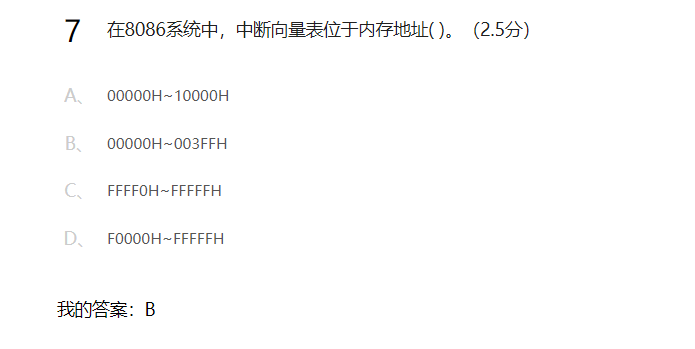 7 在8086系统中，中断向量表位于内存地址( )。（2.5分）
A、 00000H~10000H
B、 00000H~003FFH
C、 FFFF0H~FFFFFH
D、 F0000H~FFFFFH
我的答案：B